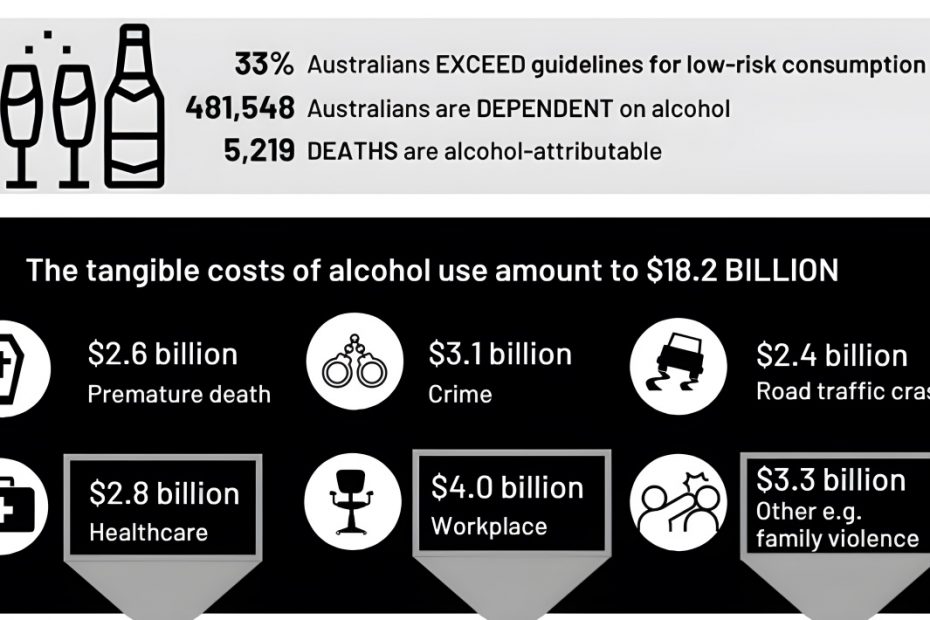 33% Australians EXCEED guidelines for low-risk consumption
481,548 Australians are DEPENDENT on alcohol
5,219 DEATHS are alcohol-attributable
The tangible costs of alcohol use amount to $18.2 BILLION
$2.6 billion
Premature death
$3.1 billion
Crime
$2.4 billion
Road traffic
$2.8 billion
Healthcare
$4.0 billion
Workplace
$3.3 billion
Other e.g.
family violence